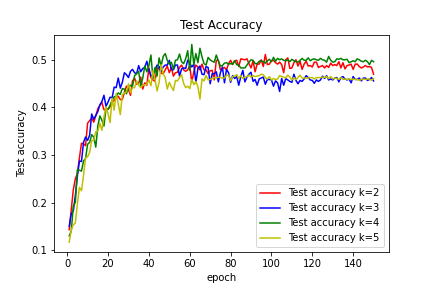 Test Accuracy
Test accuracy
0.5
0.4
0.3
0.2
0.1
0 20 40 60 80 100 120 140
epoch
Test accuracy k=2
Test accuracy k=3
Test accuracy k=4
Test accuracy k=5